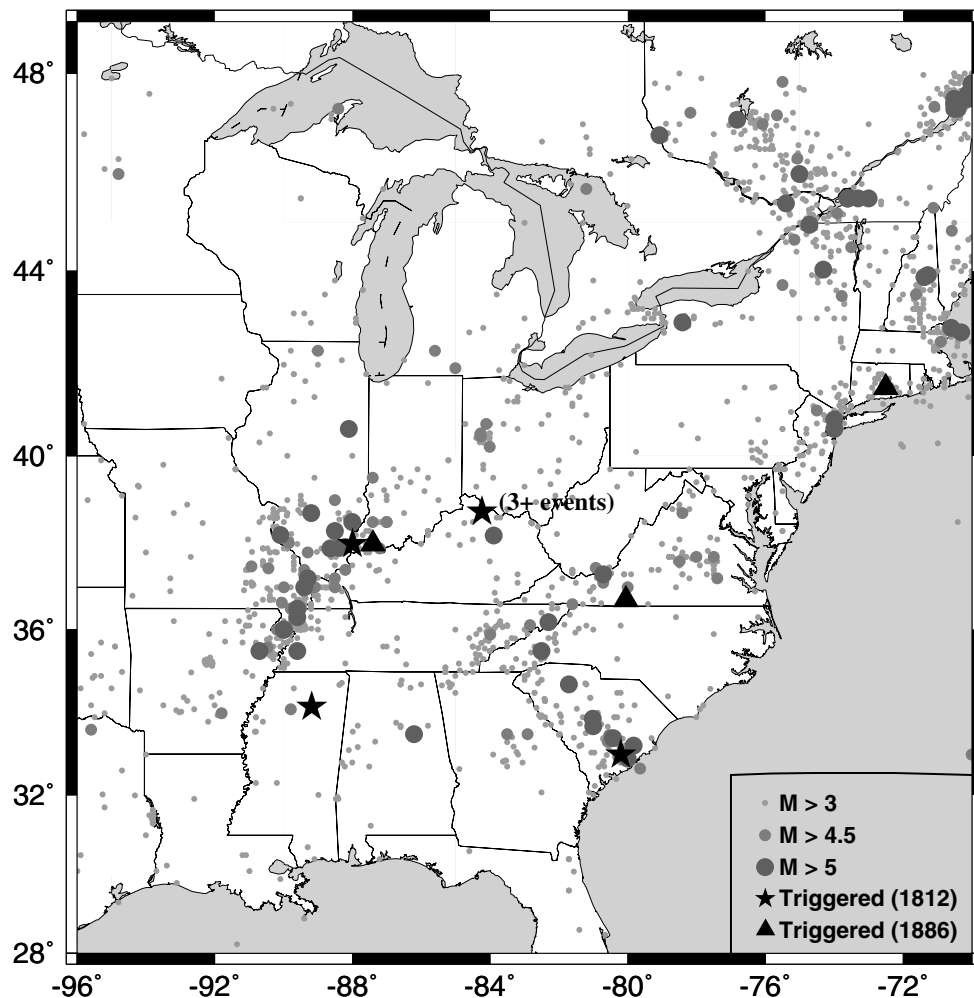 48°
44°
40°
(3+ events)
36°
32°
28°
M > 3
M > 4.5
M > 5
Triggered (1812)
Triggered (1886)
-96° -92° -88° -84° -80° -76° -72°